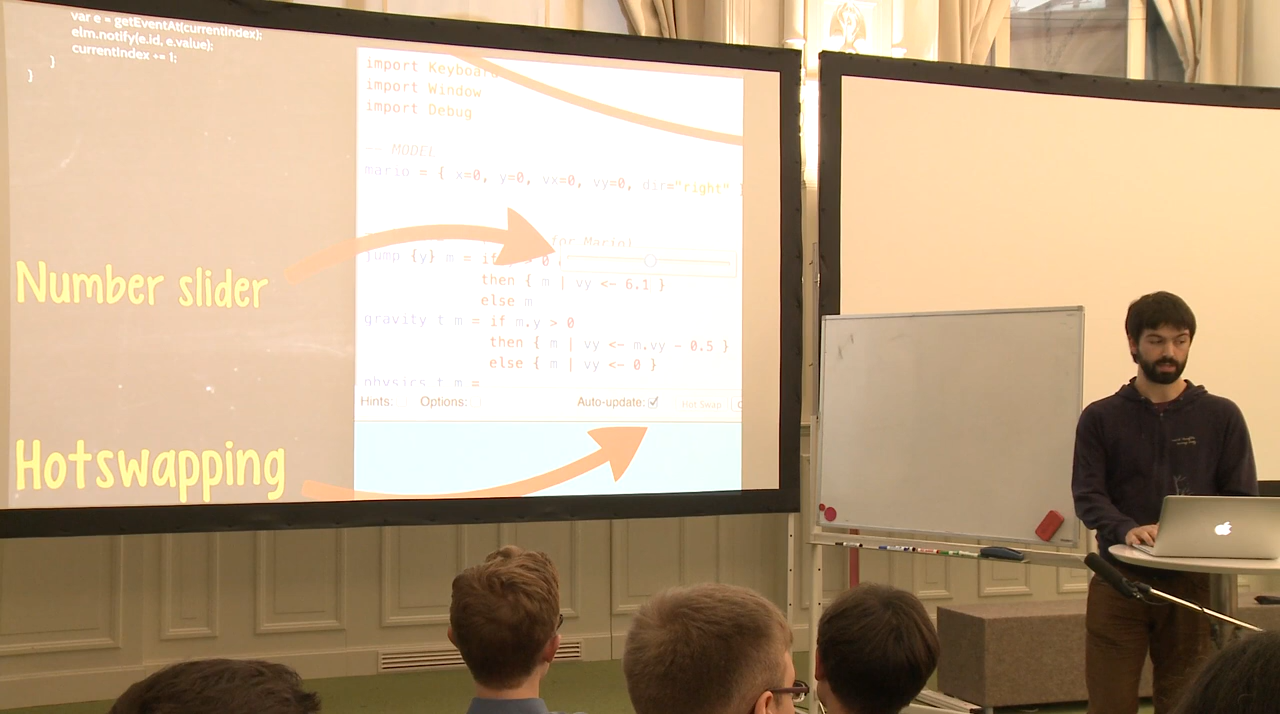 var e = getEventAt(currentIndex);
elm.notify(e.id, e.value);
currentIndex += 1;
}
}
import Keyboard
import Window
import Debug
-- MODEL
mario = { x=0, y=0, vx=0, vy=0, dir="right"
for Mario)
jump {y} m = if > 0
then { m | vy <- 6.1 }
else m
gravity t m = if m.y > 0
then { m | vy <- m.vy - 0.5 }
else { m | vy <- 0 }
physics t m =
Hints: Options: Auto-update: Hot Swap
Number slider
Hotswapping